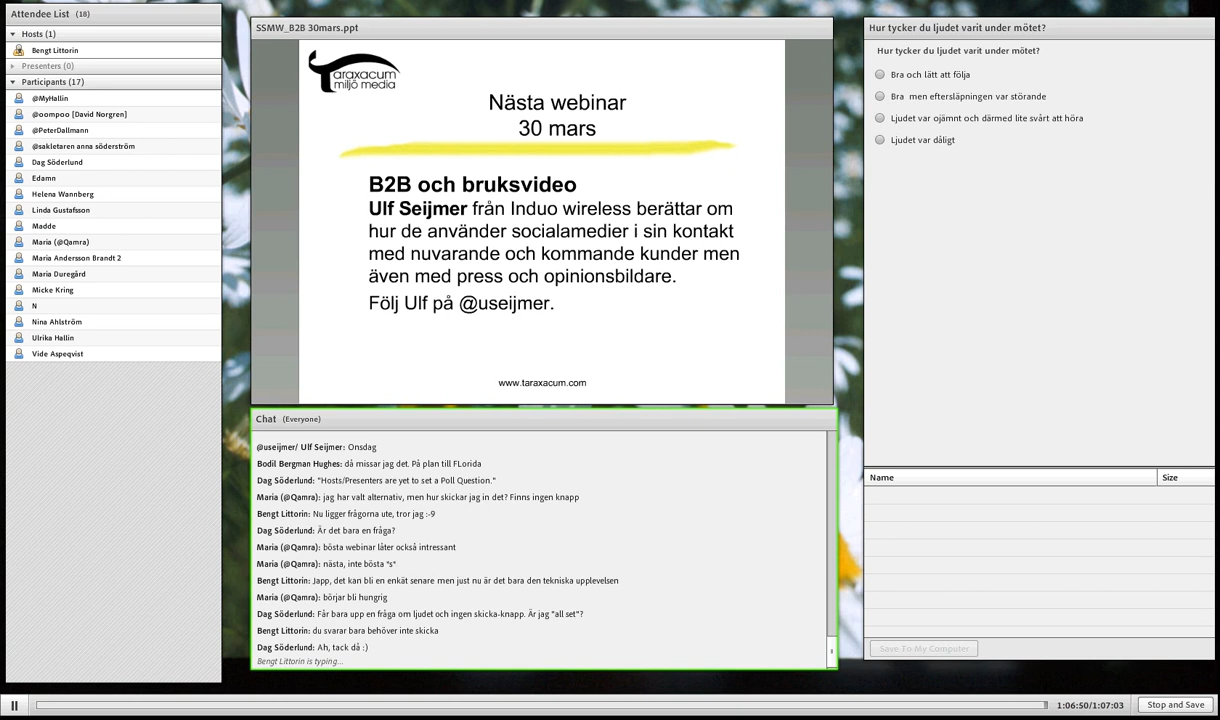 Attendee List (18)
Hosts (1)
Bengt Littorin
Presenters (0)
Participants (17)
@MyHallin
@oompoo [David Norgren]
@PeterDallmann
@sakletaren anna söderström
Dag Söderlund
Edamn
Helena Wannberg
Linda Gustafsson
Madde
Maria (@Qamra)
Maria Andersson Brandt 2
Maria Duregård
Micke Kring
N
Nina Ahlström
Ulrika Hallin
Vide Aspeqvist
SSMW_B2B 30mars.ppt
Taraxacum
miljö media
Nästa webinar
30 mars
B2B och bruksvideo
Ulf Seijmer från Induo wireless berättar om
hur de använder socialamedier i sin kontakt
med nuvarande och kommande kunder men
även med press och opinionsbildare.
Följ Ulf på @useijmer.
www.taraxacum.com
Chat (Everyone)
@useijmer/ Ulf Seijmer: Onsdag
Bodil Bergman Hughes: då missar jag det. På plan till FLorida
Dag Söderlund: "Hosts/Presenters are yet to set a Poll Question."
Maria (@Qamra): jag har valt alternativ, men hur skickar jag in det? Finns ingen knapp
Bengt Littorin: Nu ligger frågorna ute, tror jag :-9
Dag Söderlund: Är det bara en fråga?
Maria (@Qamra): bösta webinar låter också intressant
Maria (@Qamra): nästa, inte bösta *s*
Bengt Littorin: Japp, det kan bli en enkät senare men just nu är det bara den tekniska upplevelsen
Maria (@Qamra): börjar bli hungrig
Dag Söderlund: Får bara upp en fråga om ljudet och ingen skicka-knapp. Är jag "all set"?
Bengt Littorin: du svarar bara behöver inte skicka
Dag Söderlund: Ah, tack då :)
Bengt Littorin is typing...
Hur tycker du ljudet varit under mötet?
Hur tycker du ljudet varit under mötet?
Bra och lätt att följa
Bra men eftersläpningen var störande
Ljudet var ojämnt och därmed lite svårt att höra
Ljudet var dåligt
Name Size
Save To My Computer
1:06:50/1:07:03
Stop and Save